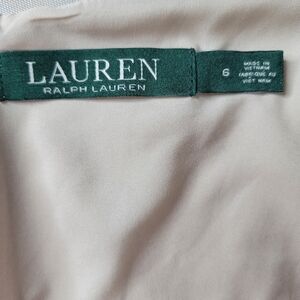 LAUREN
RALPH LAUREN
6
MADE IN
VIETNAM
FABRIQUÉ AU
VIET NAM